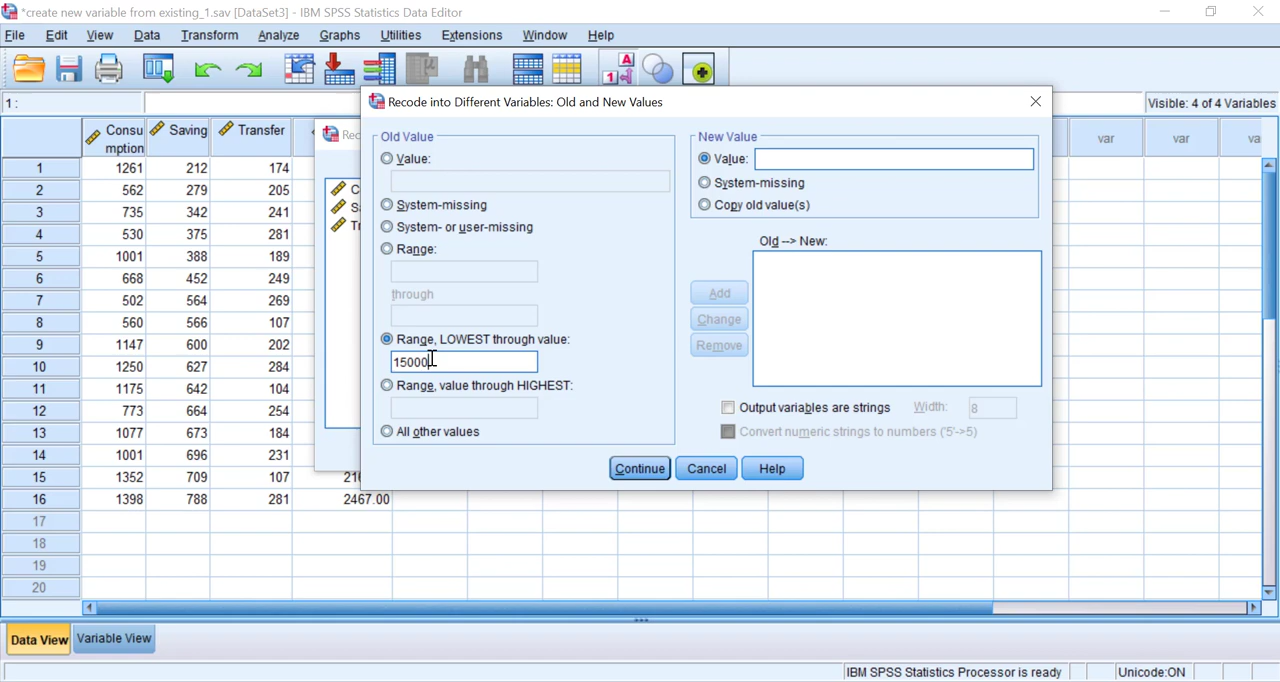 *create new variable from existing_1.sav [DataSet3] - IBM SPSS Statistics Data Editor
File Edit View Data Transform Analyze Graphs Utilities Extensions Window Help
1 A
Recode into Different Variables: Old and New Values
1 :
Visible: 4 of 4 Variables
Consumption Saving Transfer var var va
Rec
Old Value
Value:
System-missing
System- or user-missing
Range:
through
Range, LOWEST through value:
15000
Range, value through HIGHEST:
All other values
New Value
Value:
System-missing
Copy old value(s)
Old --> New:
Add
Change
Remove
Output variables are strings Width: 8
Convert numeric strings to numbers ('5'->5)
Continue Cancel Help
C
S
Tr
1 1261 212 174
2 562 279 205
3 735 342 241
4 530 375 281
5 1001 388 189
6 668 452 249
7 502 564 269
8 560 566 107
9 1147 600 202
10 1250 627 284
11 1175 642 104
12 773 664 254
13 1077 673 184
14 1001 696 231
15 1352 709 107 216
16 1398 788 281 2467.00
17
18
19
20
Data View Variable View
IBM SPSS Statistics Processor is ready Unicode:ON